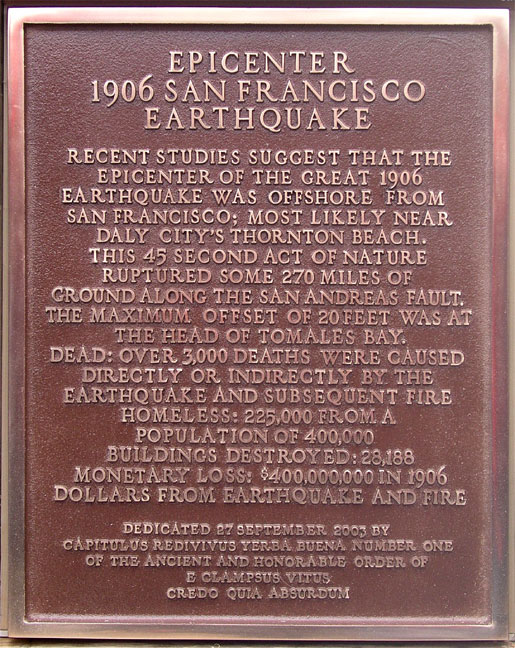 EPICENTER
1906 SAN FRANCISCO
EARTHQUAKE
RECENT STUDIES SUGGEST THAT THE
EPICENTER OF THE GREAT 1906
EARTHQUAKE WAS OFFSHORE FROM
SAN FRANCISCO; MOST LIKELY NEAR
DALY CITY'S THORNTON BEACH.
THIS 45 SECOND ACT OF NATURE
RUPTURED SOME 270 MILES OF
GROUND ALONG THE SAN ANDREAS FAULT.
THE MAXIMUM OFFSET OF 20 FEET WAS AT
THE HEAD OF TOMALES BAY.
DEAD: OVER 3,000 DEATHS WERE CAUSED
DIRECTLY OR INDIRECTLY BY THE
EARTHQUAKE AND SUBSEQUENT FIRE
HOMELESS: 225,000 FROM A
POPULATION OF 400,000
BUILDINGS DESTROYED: 28,188
MONETARY LOSS: $400,000,000 IN 1906
DOLLARS FROM EARTHQUAKE AND FIRE
DEDICATED 27 SEPTEMBER 2003 BY
CAPITULUS REDIVIVUS YERBA BUENA NUMBER ONE
OF THE ANCIENT AND HONORABLE ORDER OF
E CLAMPSUS VITUS
CREDO QUIA ABSURDUM